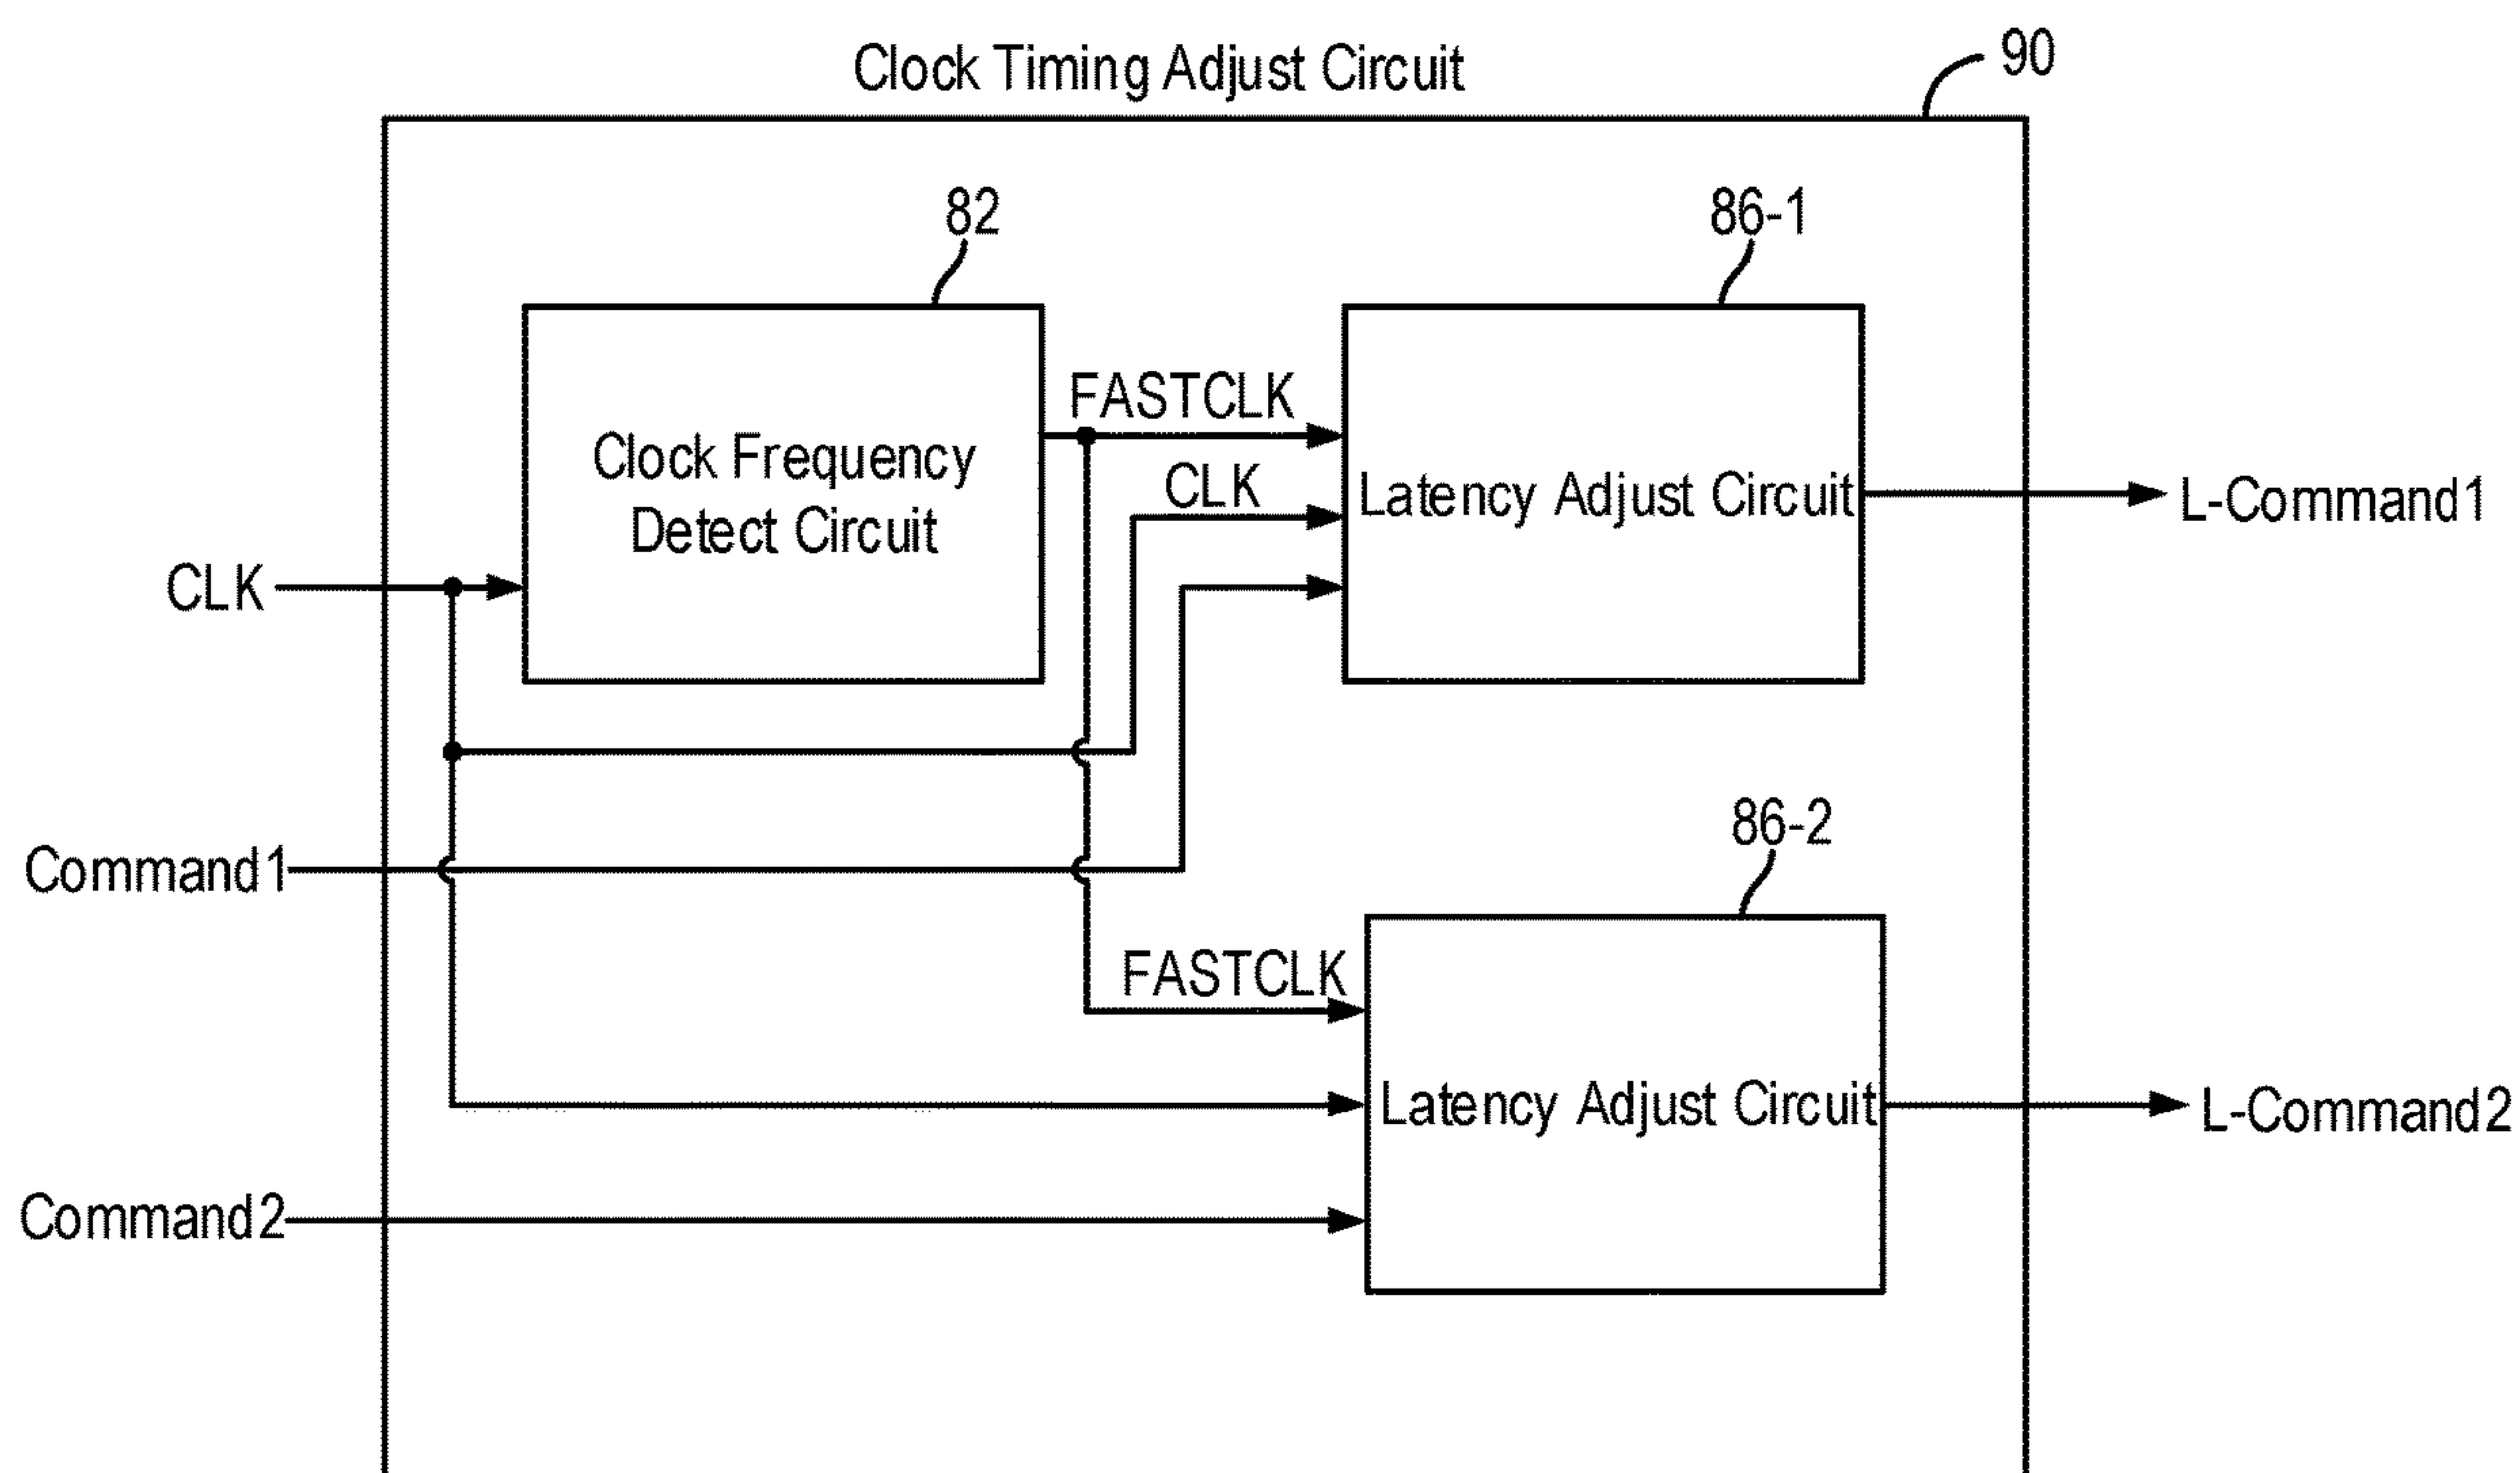 Clock Timing Adjust Circuit
90
82
86-1
Clock Frequency
Detect Circuit
FASTCLK
CLK
Latency Adjust Circuit
L-Command1
CLK
Command1
86-2
FASTCLK
Latency Adjust Circuit
L-Command2
Command2